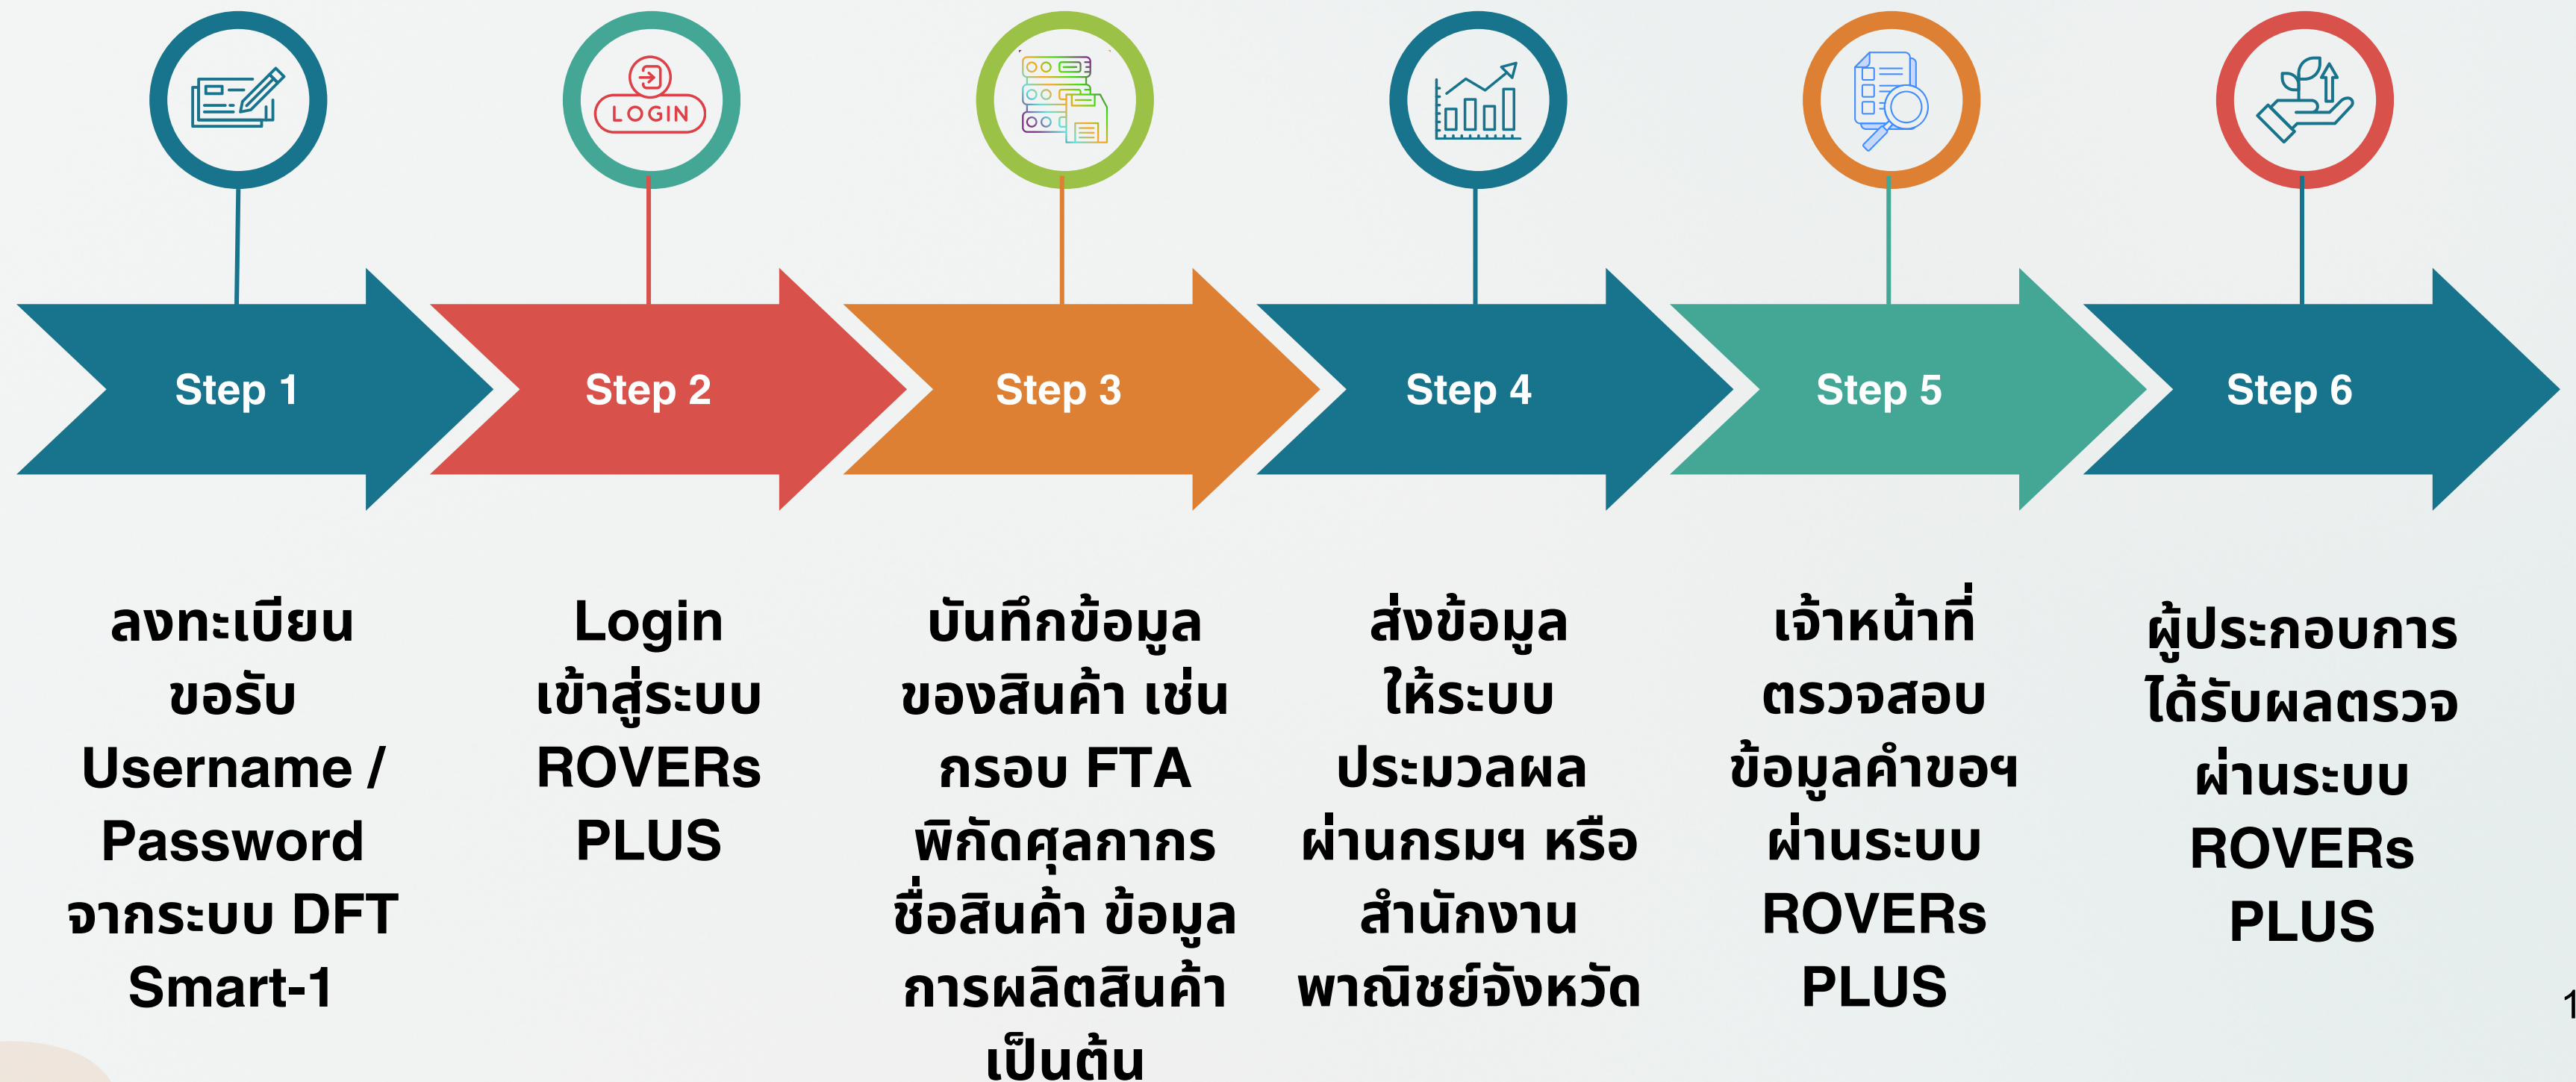 LOGIN
Step 1
Step 2
Step 3
Step 4
Step 5
Step 6
ลงทะเบียน
ขอรับ
Username /
Password
จากระบบ DFT
Smart-1
Login
เข้าสู่ระบบ
ROVERs
PLUS
บันทึกข้อมูล
ของสินค้า เช่น
กรอบ FTA
พิกัดศุลกากร
ชื่อสินค้า ข้อมูล
การผลิตสินค้า
เป็นต้น
ส่งข้อมูล
ให้ระบบ
ประมวลผล
ผ่านกรมฯ หรือ
สำนักงาน
พาณิชย์จังหวัด
เจ้าหน้าที่
ตรวจสอบ
ข้อมูลคำขอฯ
ผ่านระบบ
ROVERs
PLUS
ผู้ประกอบการ
ได้รับผลตรวจ
ผ่านระบบ
ROVERs
PLUS
1